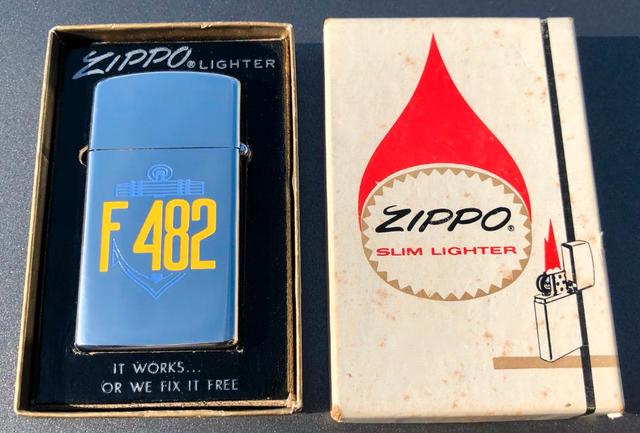 ZIPPO® LIGHTER
F 482
IT WORKS...
OR WE FIX IT FREE
ZIPPO®
SLIM LIGHTER